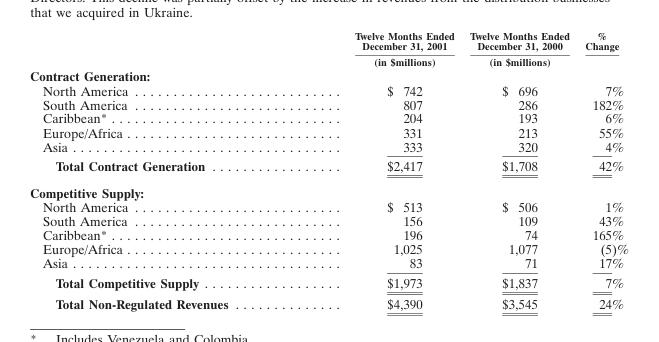 Directors. This decline was partially offset by the increase in revenues from the distribution businesses
that we acquired in Ukraine.
Twelve Months Ended Twelve Months Ended %
December 31, 2001 December 31, 2000 Change
(in $millions) (in $millions)
Contract Generation:
North America . . . . . . . . . . . . . . . . . . . . . . . . . . $ 742 $ 696 7%
South America . . . . . . . . . . . . . . . . . . . . . . . . . . 807 286 182%
Caribbean* . . . . . . . . . . . . . . . . . . . . . . . . . . . . . 204 193 6%
Europe/Africa . . . . . . . . . . . . . . . . . . . . . . . . . . . 331 213 55%
Asia . . . . . . . . . . . . . . . . . . . . . . . . . . . . . . . . . . 333 320 4%
Total Contract Generation . . . . . . . . . . . . . . . . $2,417 $1,708 42%
Competitive Supply:
North America . . . . . . . . . . . . . . . . . . . . . . . . . . $ 513 $ 506 1%
South America . . . . . . . . . . . . . . . . . . . . . . . . . . 156 109 43%
Caribbean* . . . . . . . . . . . . . . . . . . . . . . . . . . . . . 196 74 165%
Europe/Africa . . . . . . . . . . . . . . . . . . . . . . . . . . . 1,025 1,077 (5)%
Asia . . . . . . . . . . . . . . . . . . . . . . . . . . . . . . . . . . 83 71 17%
Total Competitive Supply . . . . . . . . . . . . . . . . . $1,973 $1,837 7%
Total Non-Regulated Revenues . . . . . . . . . . . . . $4,390 $3,545 24%
* Includes Venezuela and Colombia